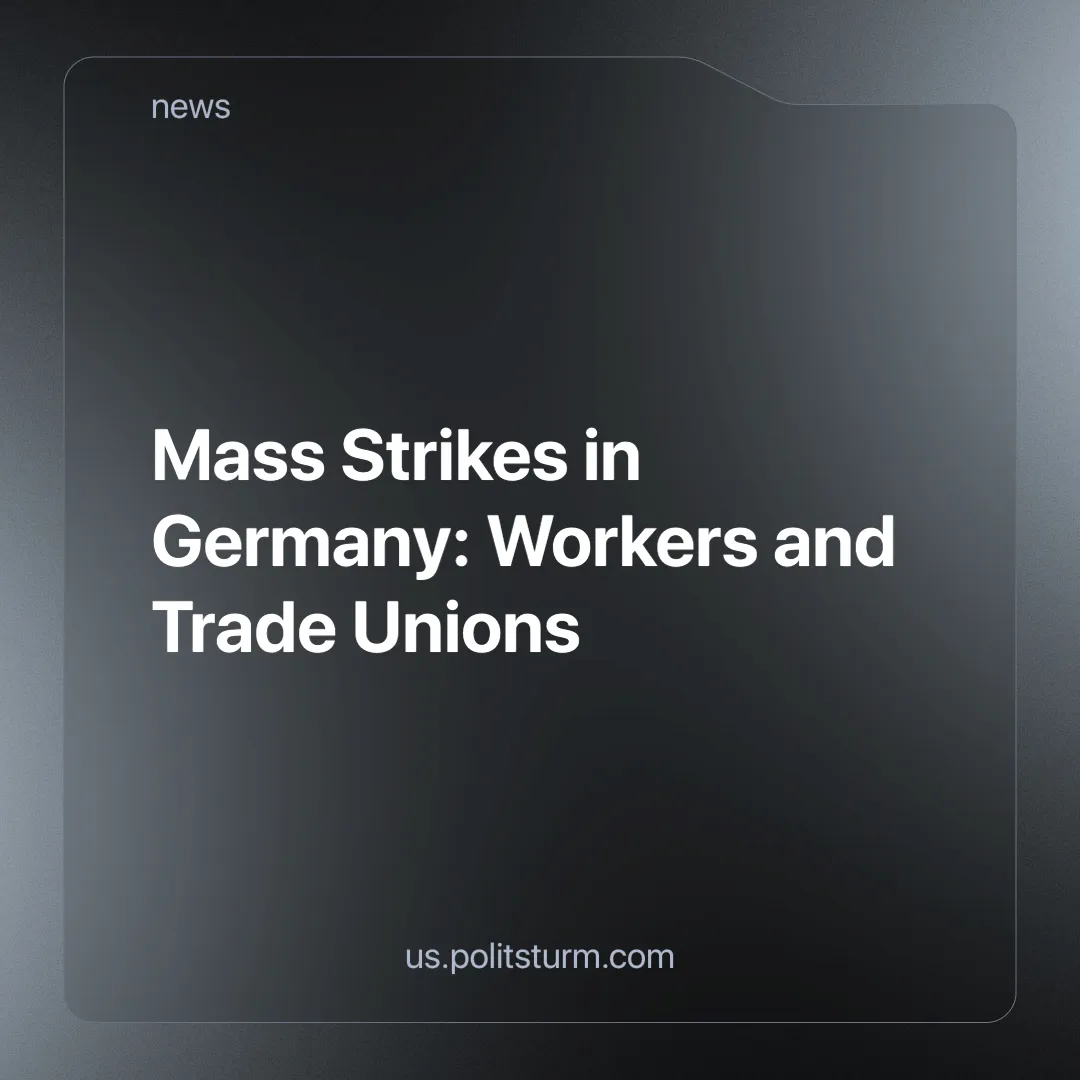 news
Mass Strikes in
Germany: Workers and
Trade Unions
us.politsturm.com